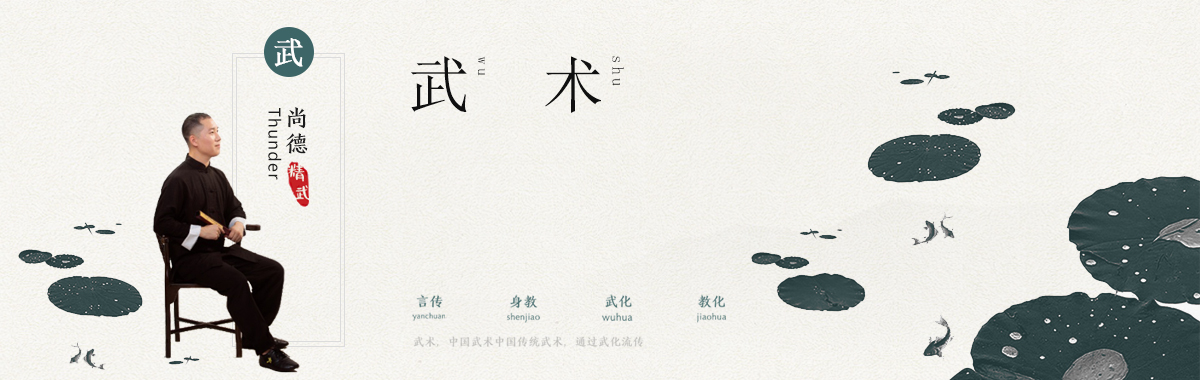 武
尚德
Thunder
精武
武 术
wu
shu
言传 身教 武化 教化
yanchuan shenjiao wuhua jiaohua
武术，中国武术中国传统武术，通过武化流传